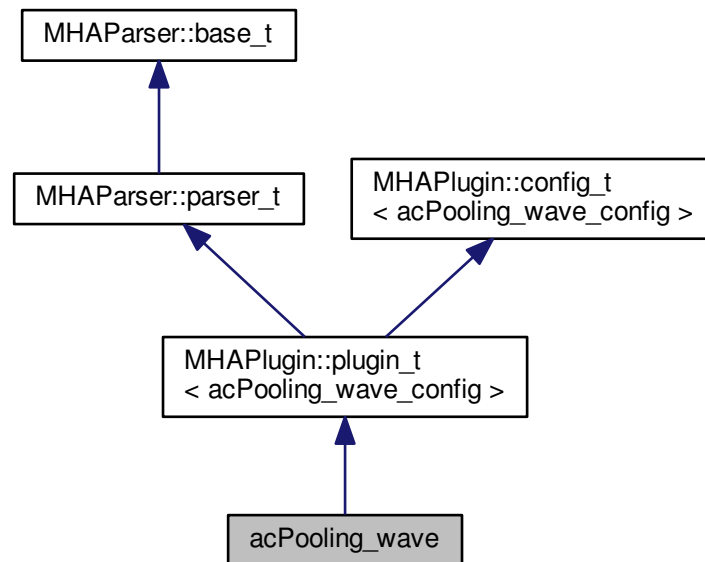 MHAParser::base_t
MHAParser::parser_t
MHAPlugin::config_t
< acPooling_wave_config >
MHAPlugin::plugin_t
< acPooling_wave_config >
acPooling_wave